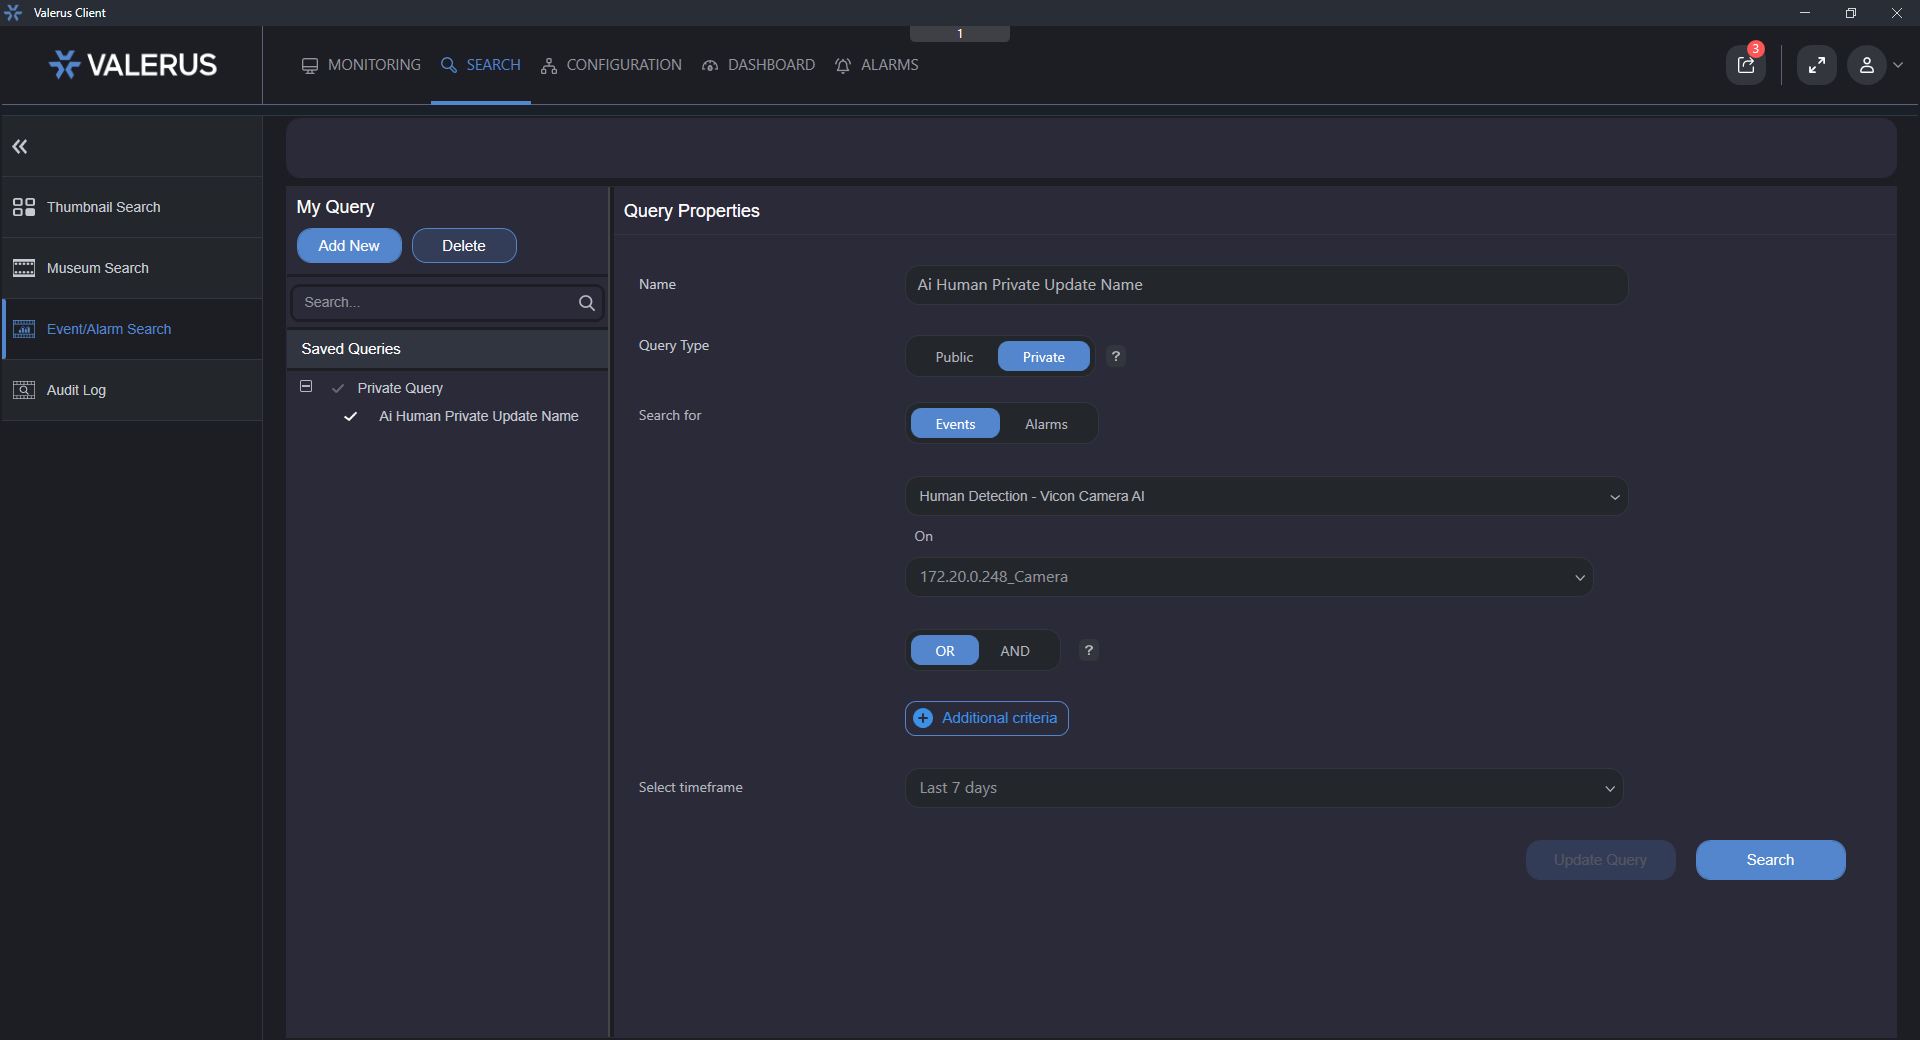 Valerus Client
1
VALERUS
MONITORING
SEARCH
CONFIGURATION
DASHBOARD
ALARMS
3
Thumbnail Search
Museum Search
Event/Alarm Search
Audit Log
My Query
Add New
Delete
Search...
Saved Queries
Private Query
Ai Human Private Update Name
Query Properties
Name
Ai Human Private Update Name
Query Type
Public
Private
?
Search for
Events
Alarms
Human Detection - Vicon Camera AI
On
172.20.0.248_Camera
OR
AND
?
Additional criteria
Select timeframe
Last 7 days
Update Query
Search